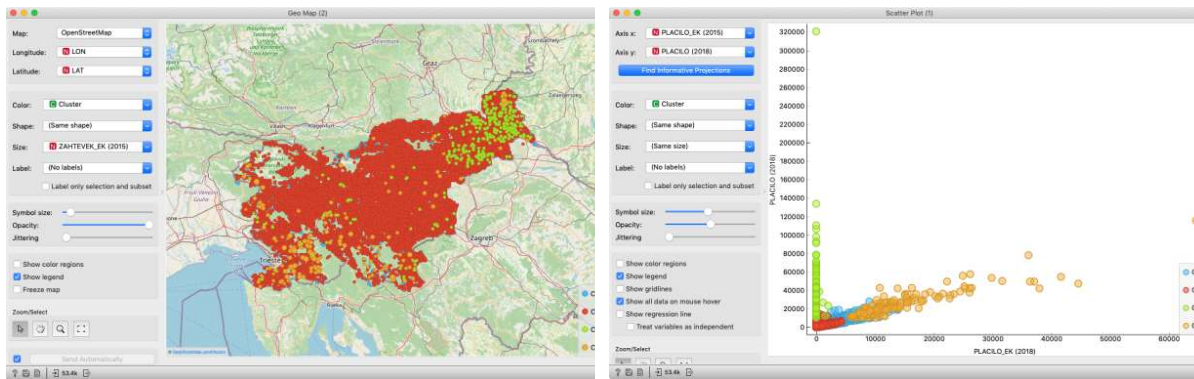 Geo Map (2)
Map: OpenStreetMap
Longitude: N LON
Latitude: N LAT
Color: C Cluster
Shape: (Same shape)
Size: N ZAHTEVEK_EK (2015)
Label: (No labels)
Label only selection and subset
Symbol size:
Opacity:
Jittering
Show color regions
Show legend
Freeze map
Zoom/Select
Send Automatically
53.4k
Graz
Zagreb
Trieste
Rijeka
Klagenfurt
C
C
C
C
Scatter Plot (1)
Axis x: N PLACILO_EK (2015)
Axis y: N PLACILO (2018)
Find Informative Projections
Color: C Cluster
Shape: (Same shape)
Size: (Same size)
Label: (No labels)
Label only selection and subset
Symbol size:
Opacity:
Jittering
Show color regions
Show legend
Show gridlines
Show all data on mouse hover
Show regression line
Treat variables as independent
Zoom/Select
53.4k
PLACILO (2018)
320000
300000
280000
260000
240000
220000
200000
180000
160000
140000
120000
100000
80000
60000
40000
20000
0
0
10000
20000
30000
40000
50000
60000
PLACILO_EK (2018)
C
C
C
C